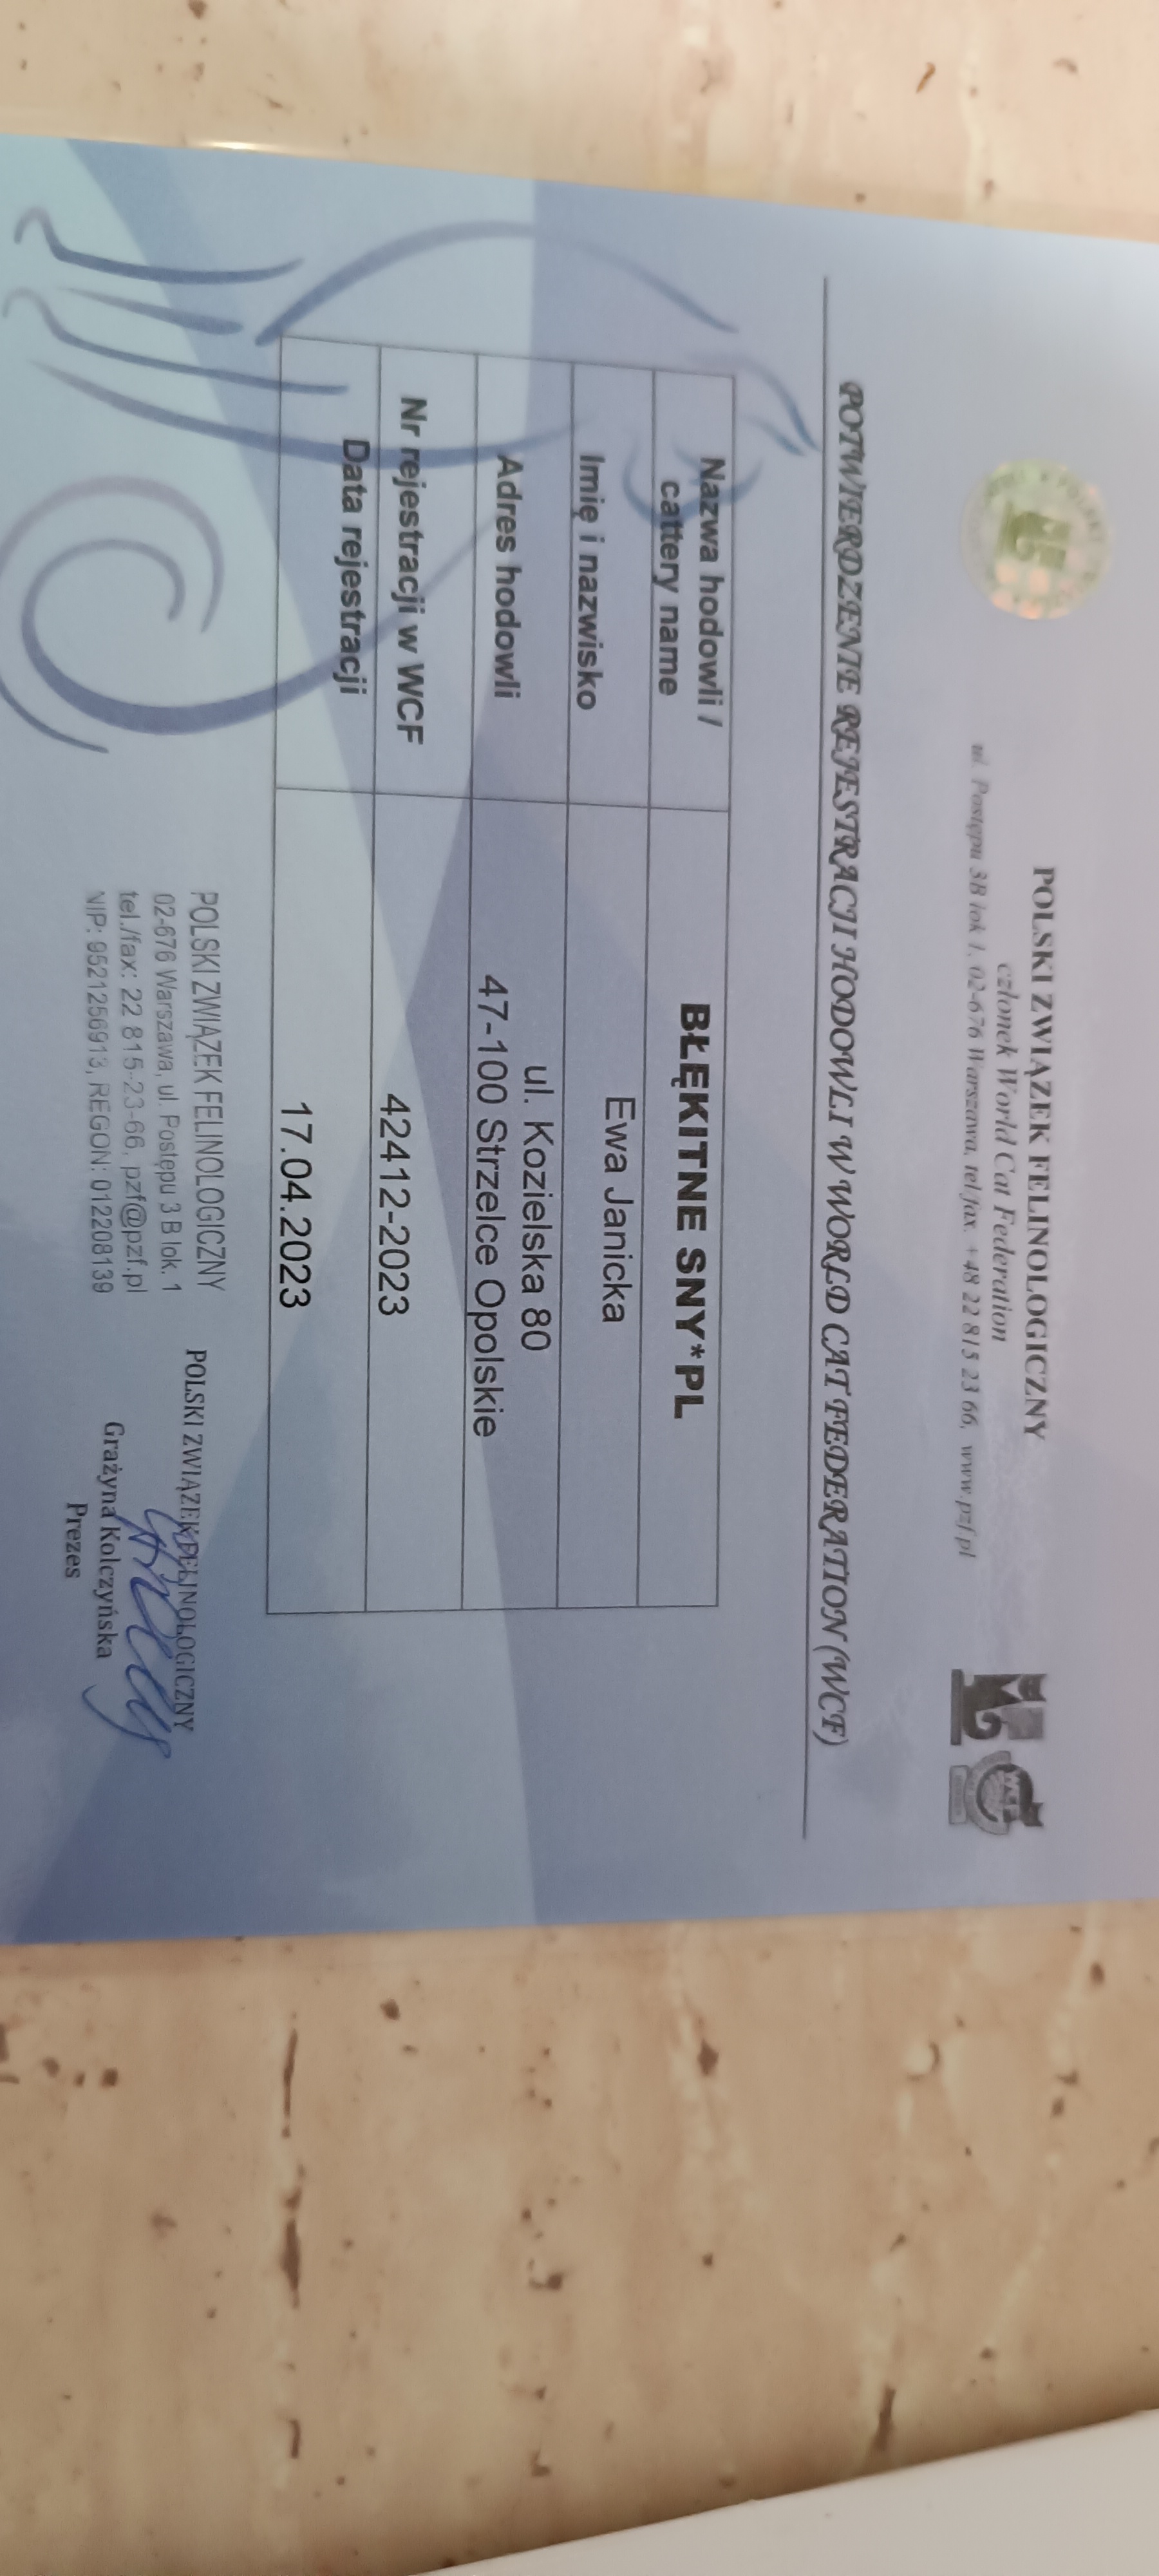 POLSKI ZWIĄZEK FELINOLOGICZNY
członek World Cat Federation
ul. Postępu 3B lok 1, 02-676 Warszawa, tel/fax. +48 22 815 23 66, www.pzf.pl
POTWIERDZENIE REJESTRACJI HODOWLI W WORLD CAT FEDERATION (WCF)
Nazwa hodowli / cattery name
BŁĘKITNE SNY*PL
Imię i nazwisko
Ewa Janicka
Adres hodowli
ul. Kozielska 80
47-100 Strzelce Opolskie
Nr rejestracji w WCF
42412-2023
Data rejestracji
17.04.2023
POLSKI ZWIĄZEK FELINOLOGICZNY
02-676 Warszawa, ul. Postępu 3 B lok. 1
tel./fax: 22 815-23-66, pzf@pzf.pl
NIP: 9521256913, REGON: 012208139
POLSKI ZWIĄZEK FELINOLOGICZNY
Grażyna Kolczyńska
Prezes